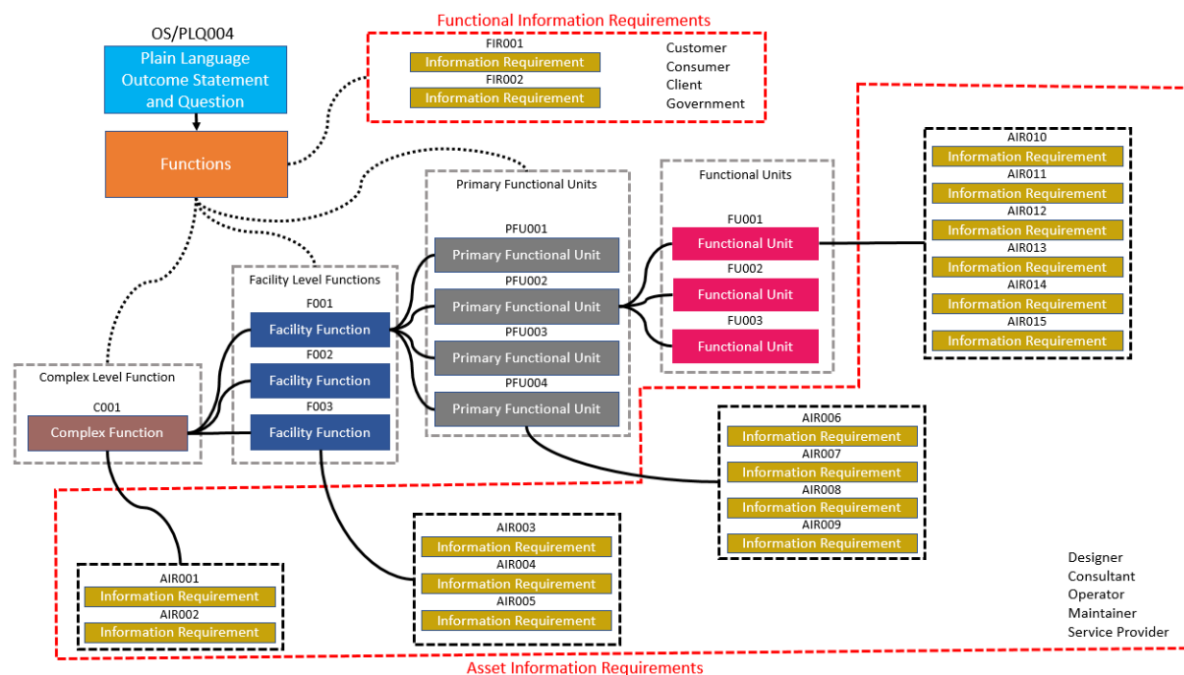 Functional Information Requirements
OS/PLQ004
Plain Language
Outcome Statement
and Question
Functions
FIR001
Information Requirement
FIR002
Information Requirement
Customer
Consumer
Client
Government
Complex Level Function
C001
Complex Function
Facility Level Functions
F001
Facility Function
F002
Facility Function
F003
Facility Function
Primary Functional Units
PFU001
Primary Functional Unit
PFU002
Primary Functional Unit
PFU003
Primary Functional Unit
PFU004
Primary Functional Unit
Functional Units
FU001
Functional Unit
FU002
Functional Unit
FU003
Functional Unit
AIR010
Information Requirement
AIR011
Information Requirement
AIR012
Information Requirement
AIR013
Information Requirement
AIR014
Information Requirement
AIR015
Information Requirement
AIR006
Information Requirement
AIR007
Information Requirement
AIR008
Information Requirement
AIR009
Information Requirement
AIR003
Information Requirement
AIR004
Information Requirement
AIR005
Information Requirement
AIR001
Information Requirement
AIR002
Information Requirement
Designer
Consultant
Operator
Maintainer
Service Provider
Asset Information Requirements